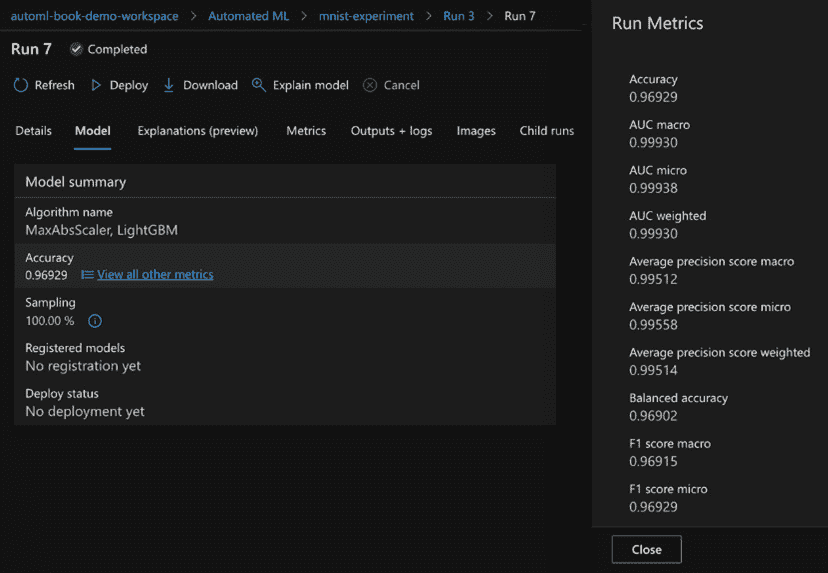 automl-book-demo-workspace > Automated ML > mnist-experiment > Run 3 > Run 7
Run 7 Completed
Refresh Deploy Download Explain model Cancel
Details Model Explanations (preview) Metrics Outputs + logs Images Child runs
Model summary
Algorithm name
MaxAbsScaler, LightGBM
Accuracy
0.96929 View all other metrics
Sampling
100.00 %
Registered models
No registration yet
Deploy status
No deployment yet
Run Metrics
Accuracy
0.96929
AUC macro
0.99930
AUC micro
0.99938
AUC weighted
0.99930
Average precision score macro
0.99512
Average precision score micro
0.99558
Average precision score weighted
0.99514
Balanced accuracy
0.96902
F1 score macro
0.96915
F1 score micro
0.96929
Close